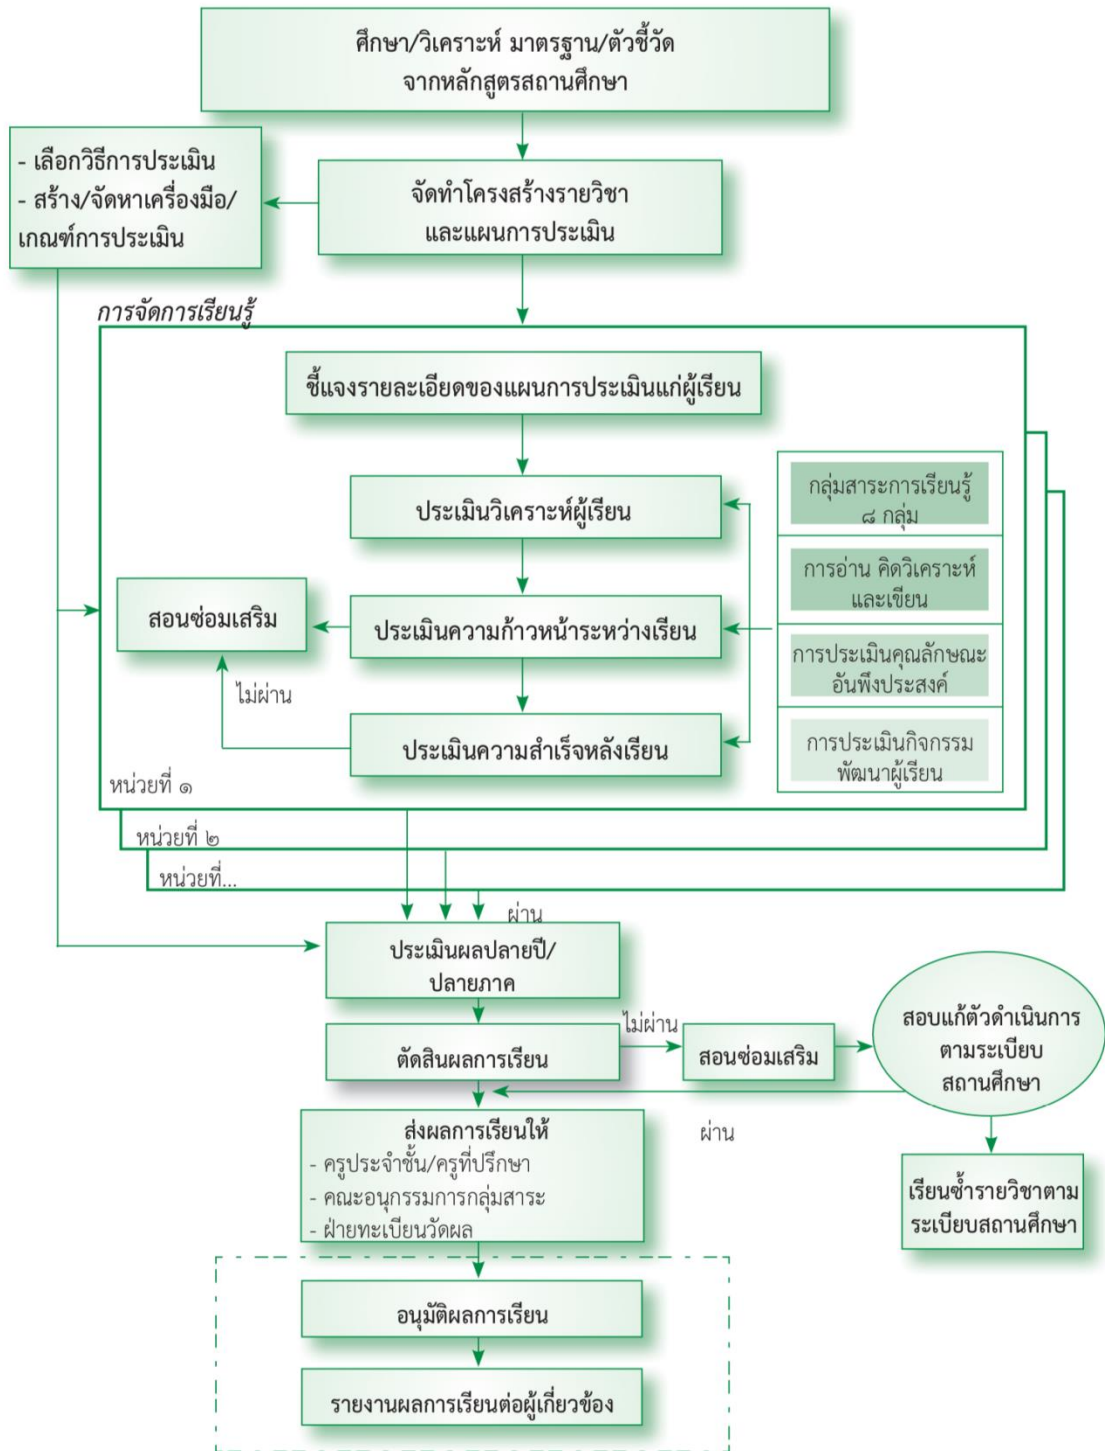 ศึกษา/วิเคราะห์ มาตรฐาน/ตัวชี้วัด
จากหลักสูตรสถานศึกษา
- เลือกวิธีการประเมิน
- สร้าง/จัดหาเครื่องมือ/
เกณฑ์การประเมิน
จัดทำโครงสร้างรายวิชา
และแผนการประเมิน
การจัดการเรียนรู้
ชี้แจงรายละเอียดของแผนการประเมินแก่ผู้เรียน
ประเมินวิเคราะห์ผู้เรียน
กลุ่มสาระการเรียนรู้
๘ กลุ่ม
การอ่าน คิดวิเคราะห์
และเขียน
สอนซ่อมเสริม
ประเมินความก้าวหน้าระหว่างเรียน
การประเมินคุณลักษณะ
อันพึงประสงค์
ไม่ผ่าน
ประเมินความสำเร็จหลังเรียน
การประเมินกิจกรรม
พัฒนาผู้เรียน
หน่วยที่ ๑
หน่วยที่ ๒
หน่วยที่...
ผ่าน
ประเมินผลปลายปี/
ปลายภาค
ไม่ผ่าน
ตัดสินผลการเรียน
สอนซ่อมเสริม
สอบแก้ตัวดำเนินการ
ตามระเบียบ
สถานศึกษา
ส่งผลการเรียนให้
- ครูประจำชั้น/ครูที่ปรึกษา
- คณะอนุกรรมการกลุ่มสาระ
- ฝ่ายทะเบียนวัดผล
ผ่าน
เรียนซ้ำรายวิชาตาม
ระเบียบสถานศึกษา
อนุมัติผลการเรียน
รายงานผลการเรียนต่อผู้เกี่ยวข้อง